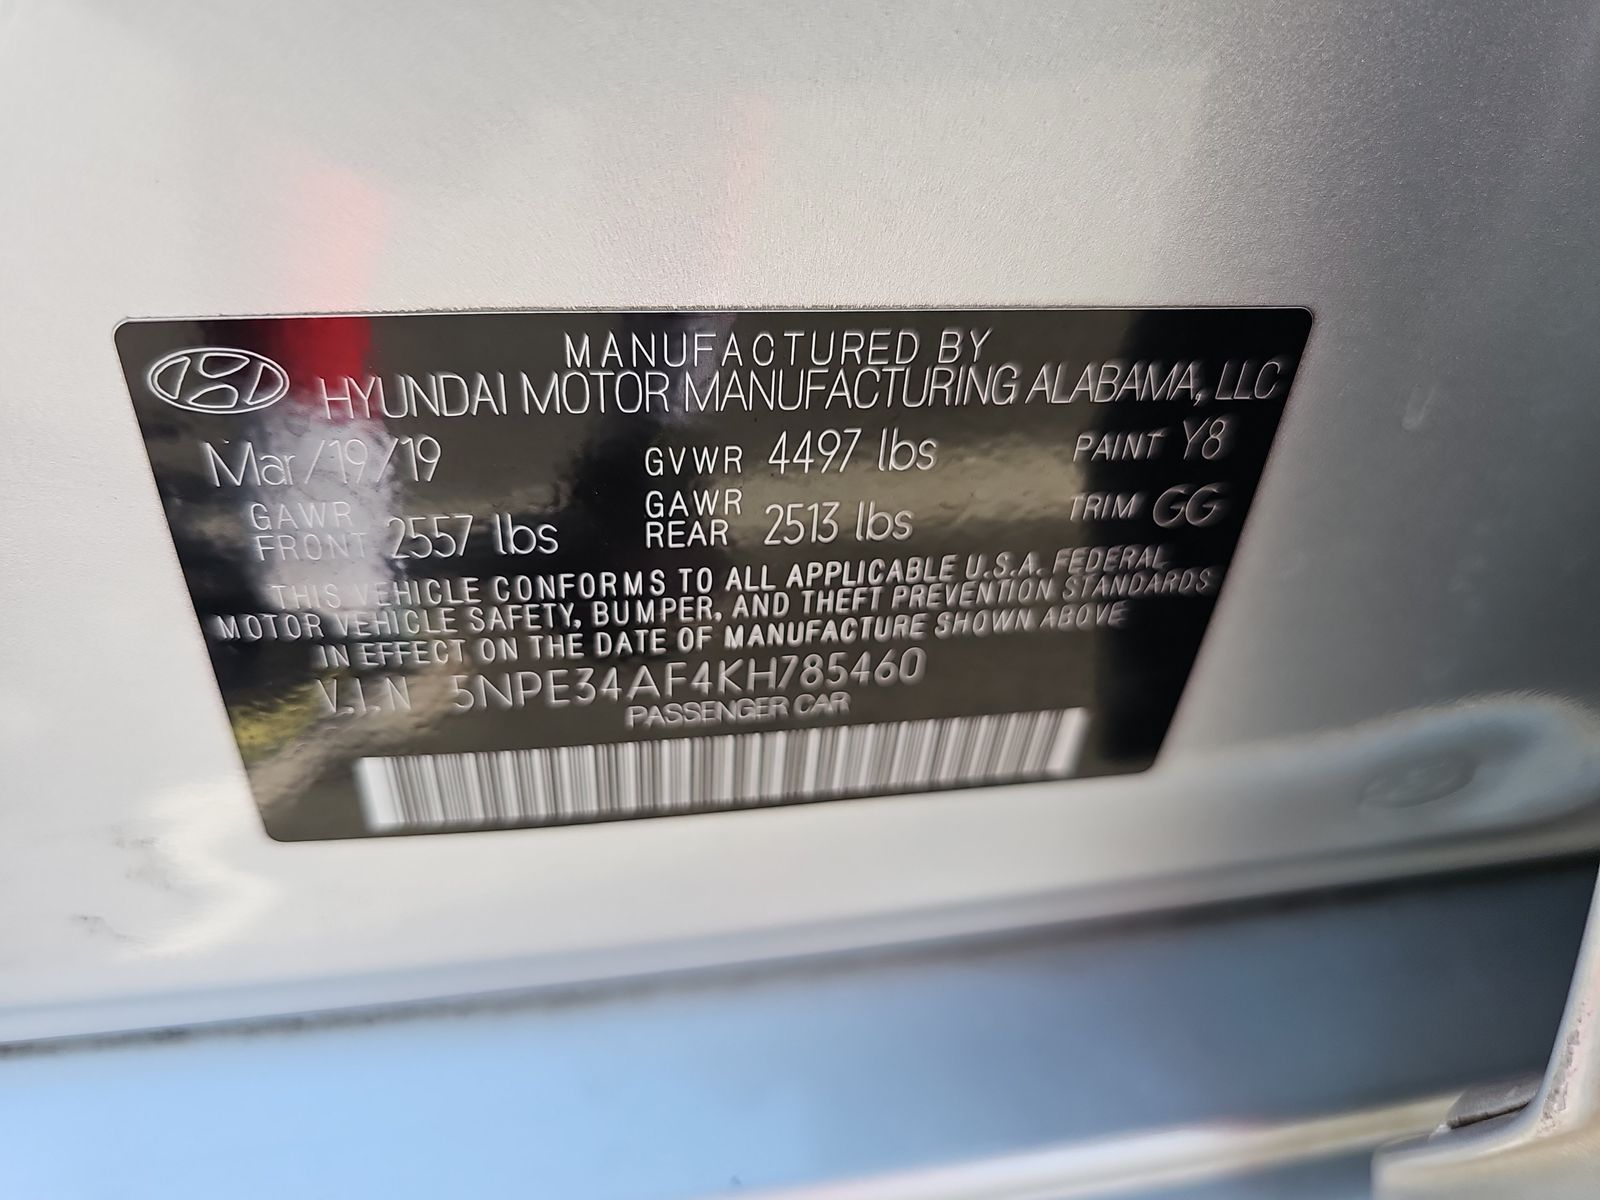 MANUFACTURED BY
HYUNDAI MOTOR MANUFACTURING ALABAMA, LLC
Mar/19/19 GVWR 4497 lbs PAINT Y8
GAWR FRONT 2557 lbs GAWR REAR 2513 lbs TRIM GG
THIS VEHICLE CONFORMS TO ALL APPLICABLE U.S.A. FEDERAL
MOTOR VEHICLE SAFETY, BUMPER, AND THEFT PREVENTION STANDARDS
IN EFFECT ON THE DATE OF MANUFACTURE SHOWN ABOVE
V.I.N 5NPE34AF4KH785460
PASSENGER CAR